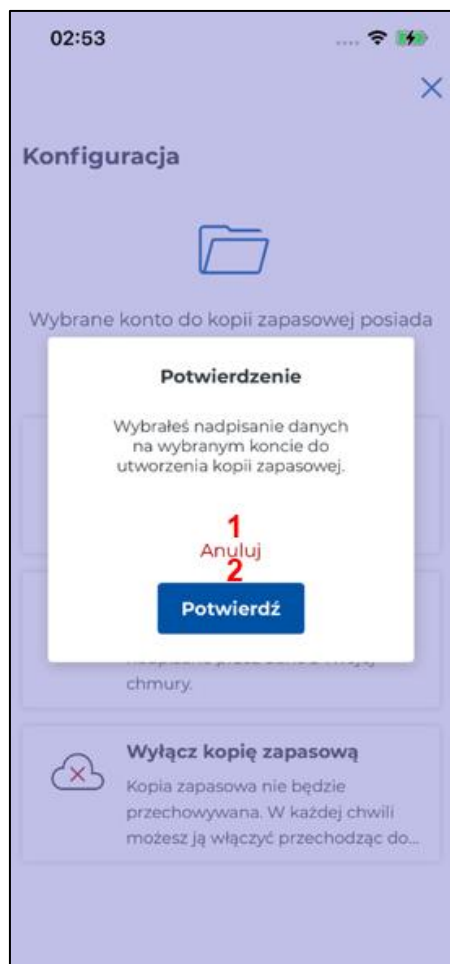 02:53
Konfiguracja
Wybrane konto do kopii zapasowej posiada
Potwierdzenie
Wybrałeś nadpisanie danych
na wybranym koncie do
utworzenia kopii zapasowej.
1
Anuluj
2
Potwierdź
chmury.
Wyłącz kopię zapasową
Kopia zapasowa nie będzie
przechowywana. W każdej chwili
możesz ją włączyć przechodząc do...